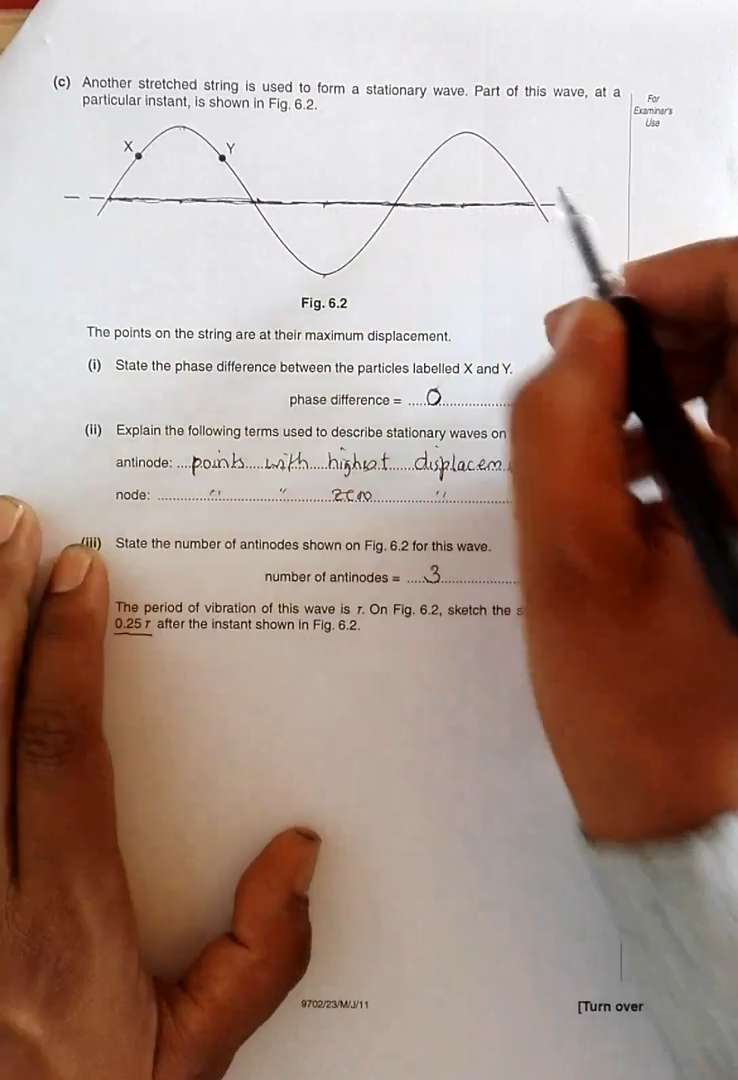 (c) Another stretched string is used to form a stationary wave. Part of this wave, at a
particular instant, is shown in Fig. 6.2.
For
Examiner's
Use
X Y
Fig. 6.2
The points on the string are at their maximum displacement.
(i) State the phase difference between the particles labelled X and Y.
phase difference = .....0................
(ii) Explain the following terms used to describe stationary waves on
antinode: ...points.....with....highest......displacem
node: ..........."........"........zero............"........
(iii) State the number of antinodes shown on Fig. 6.2 for this wave.
number of antinodes = ....3................
The period of vibration of this wave is τ. On Fig. 6.2, sketch the s
0.25 τ after the instant shown in Fig. 6.2.
9702/23/M/J/11
[Turn over